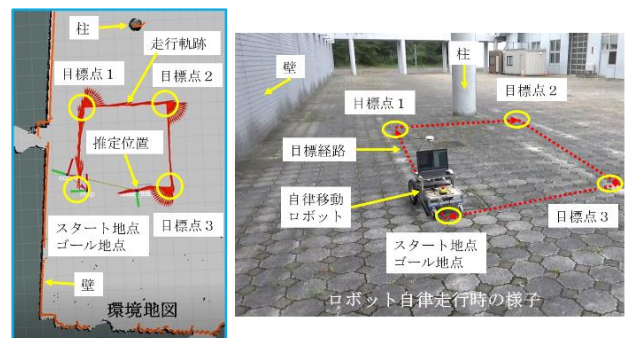 柱
走行軌跡
目標点1
目標点2
推定位置
スタート地点
ゴール地点
目標点3
壁
環境地図
壁
柱
目標点1
目標点2
目標経路
自律移動
ロボット
目標点3
スタート地点
ゴール地点
ロボット自律走行時の様子